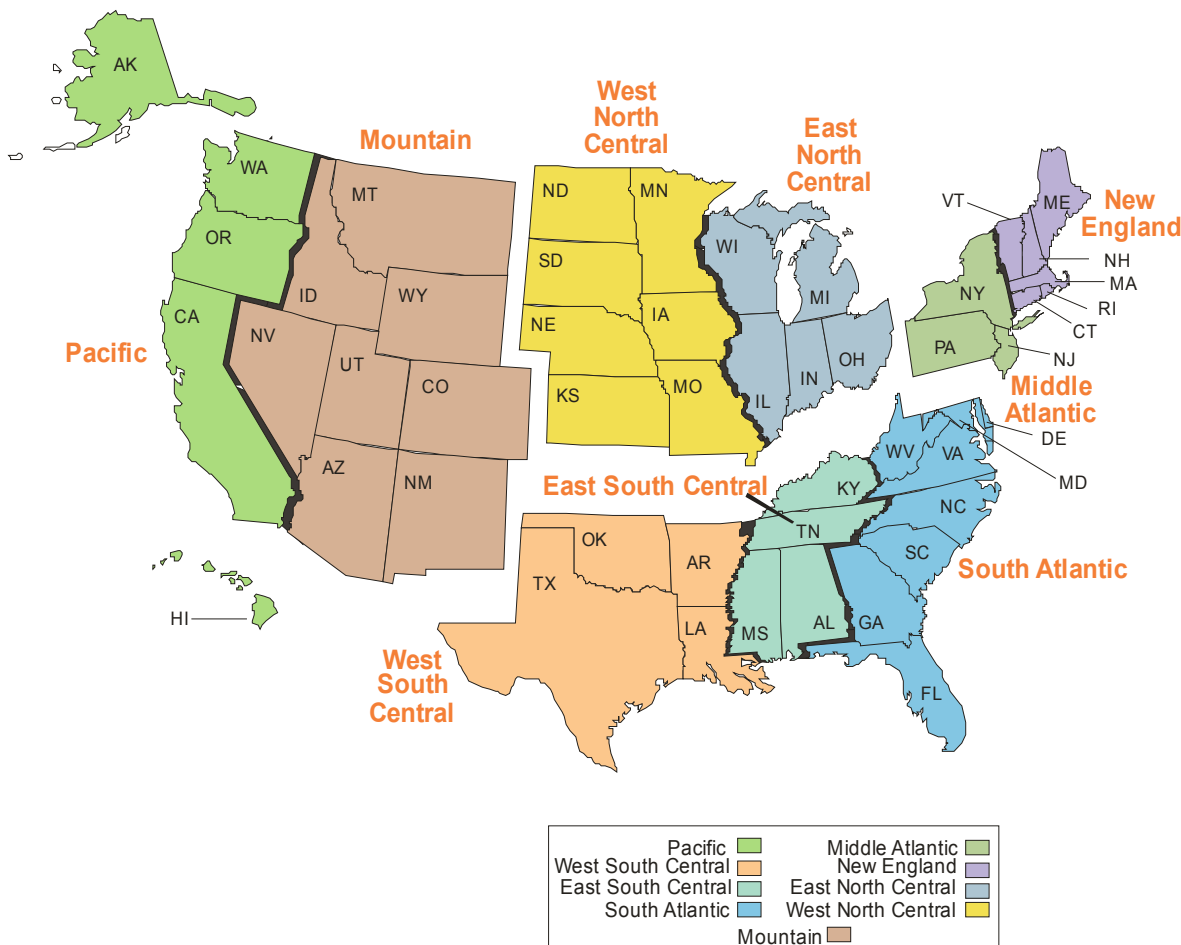 AK
West
North
Central
East
North
Central
Mountain
WA
MT
ND
MN
VT
ME
New
England
OR
WI
NH
SD
MI
MA
ID
WY
NY
RI
CA
NV
NE
IA
CT
Pacific
UT
PA
OH
NJ
CO
KS
MO
IL
IN
Middle
Atlantic
DE
WV
VA
AZ
NM
East South Central
KY
MD
NC
OK
TN
AR
SC
South Atlantic
TX
HI
LA
MS
AL
GA
West
South
Central
FL
Pacific
Middle Atlantic
West South Central
New England
East South Central
East North Central
South Atlantic
West North Central
Mountain